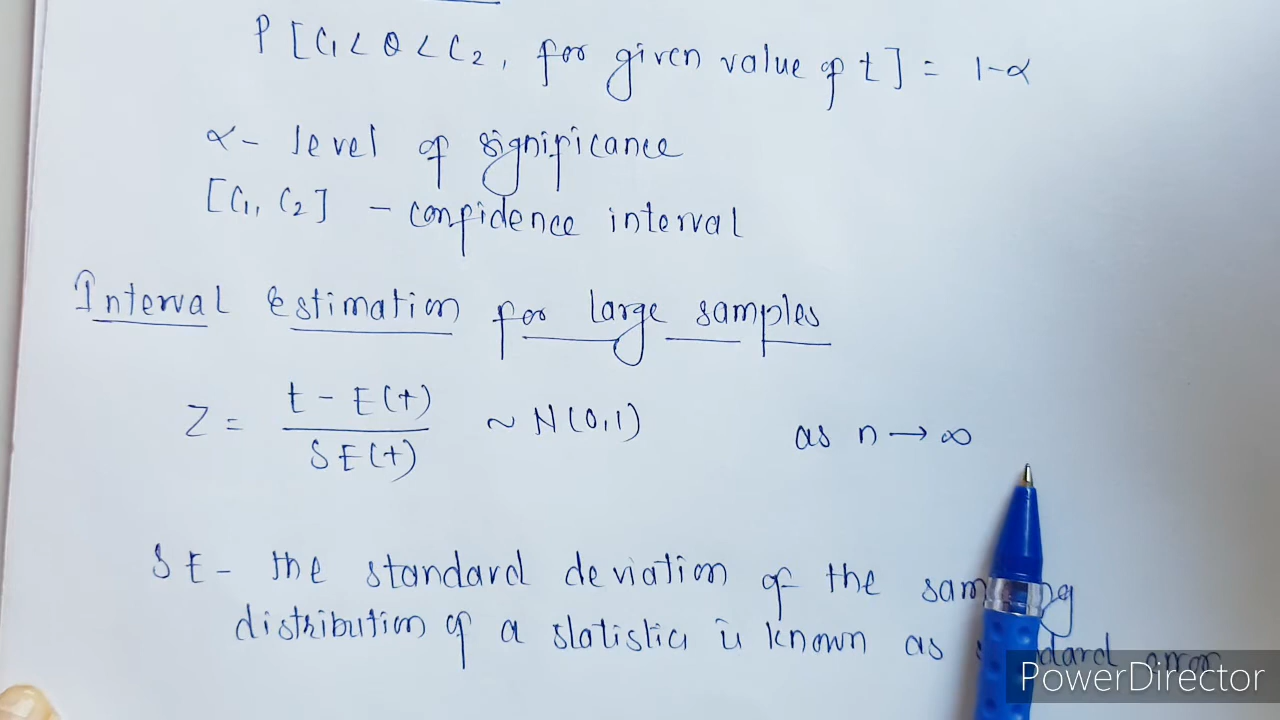 P [C₁ < θ < C₂, for given value of t] = 1-α
α - level of significance
[C₁, C₂] - confidence interval
Interval Estimation for large samples
Z = (t - E(t)) / SE(t) ~ N(0,1) as n → ∞
SE - the standard deviation of the
distribution of a statistic is known as error
PowerDirector